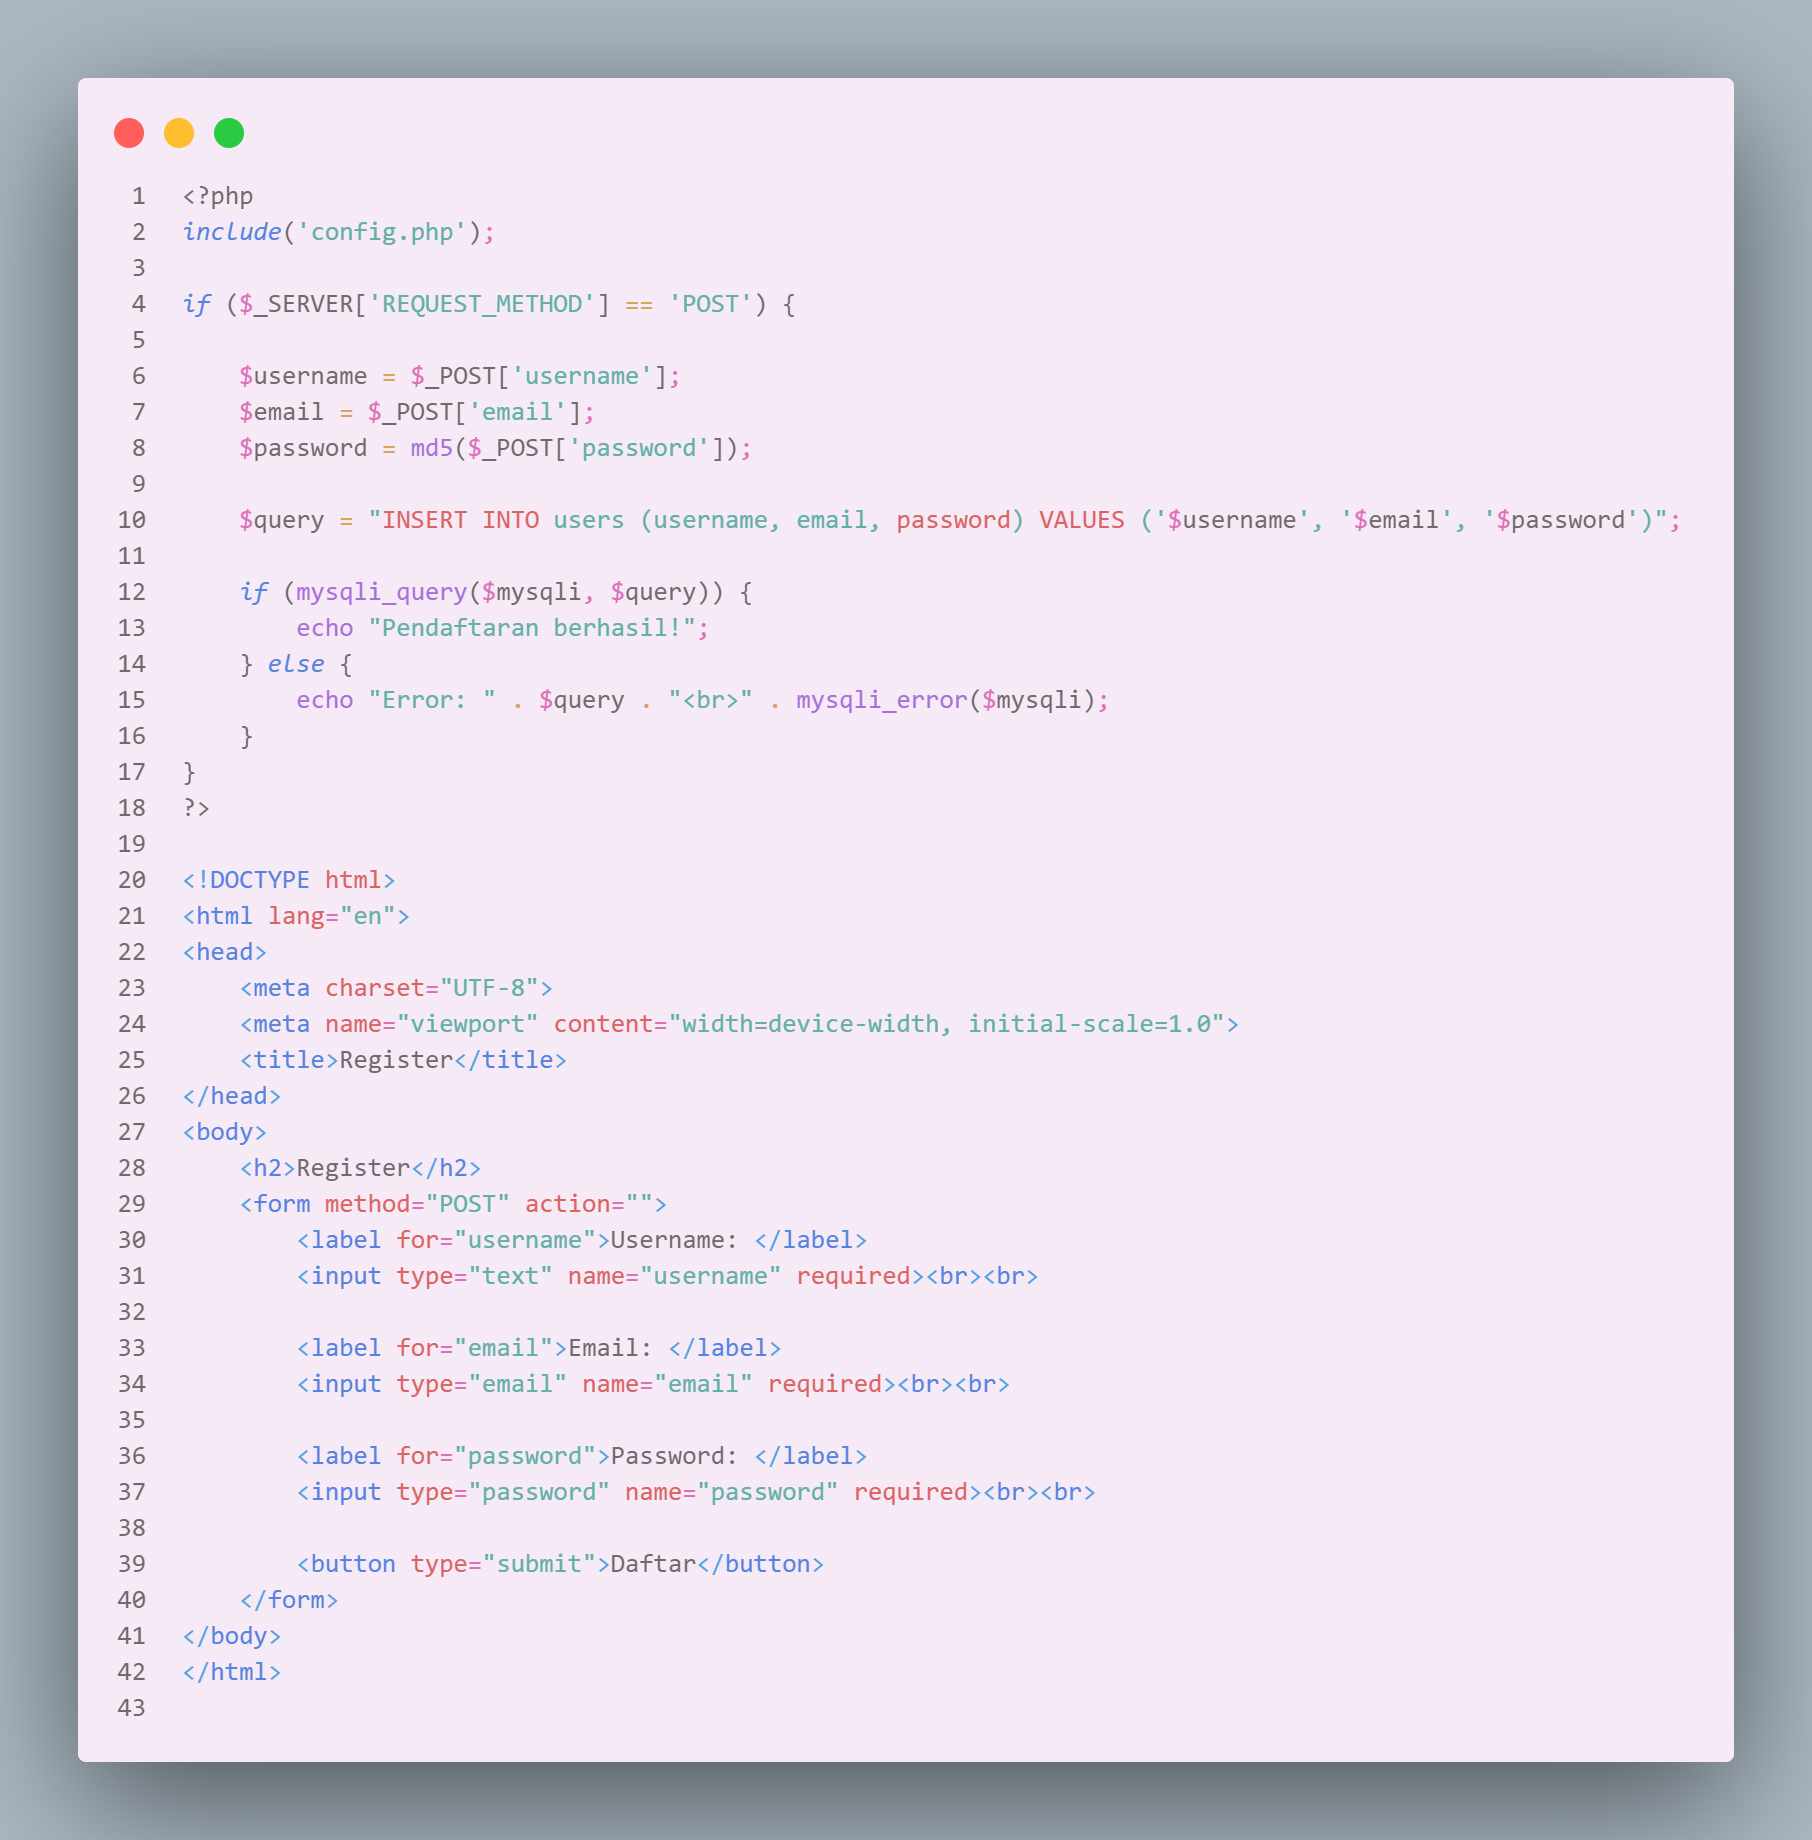 1 <?php
2 include('config.php');
3
4 if ($_SERVER['REQUEST_METHOD'] == 'POST') {
5
6     $username = $_POST['username'];
7     $email = $_POST['email'];
8     $password = md5($_POST['password']);
9
10     $query = "INSERT INTO users (username, email, password) VALUES ('$username', '$email', '$password')";
11
12     if (mysqli_query($mysqli, $query)) {
13         echo "Pendaftaran berhasil!";
14     } else {
15         echo "Error: " . $query . "<br>" . mysqli_error($mysqli);
16     }
17 }
18 ?>
19
20 <!DOCTYPE html>
21 <html lang="en">
22 <head>
23     <meta charset="UTF-8">
24     <meta name="viewport" content="width=device-width, initial-scale=1.0">
25     <title>Register</title>
26 </head>
27 <body>
28     <h2>Register</h2>
29     <form method="POST" action="">
30         <label for="username">Username: </label>
31         <input type="text" name="username" required><br><br>
32
33         <label for="email">Email: </label>
34         <input type="email" name="email" required><br><br>
35
36         <label for="password">Password: </label>
37         <input type="password" name="password" required><br><br>
38
39         <button type="submit">Daftar</button>
40     </form>
41 </body>
42 </html>
43